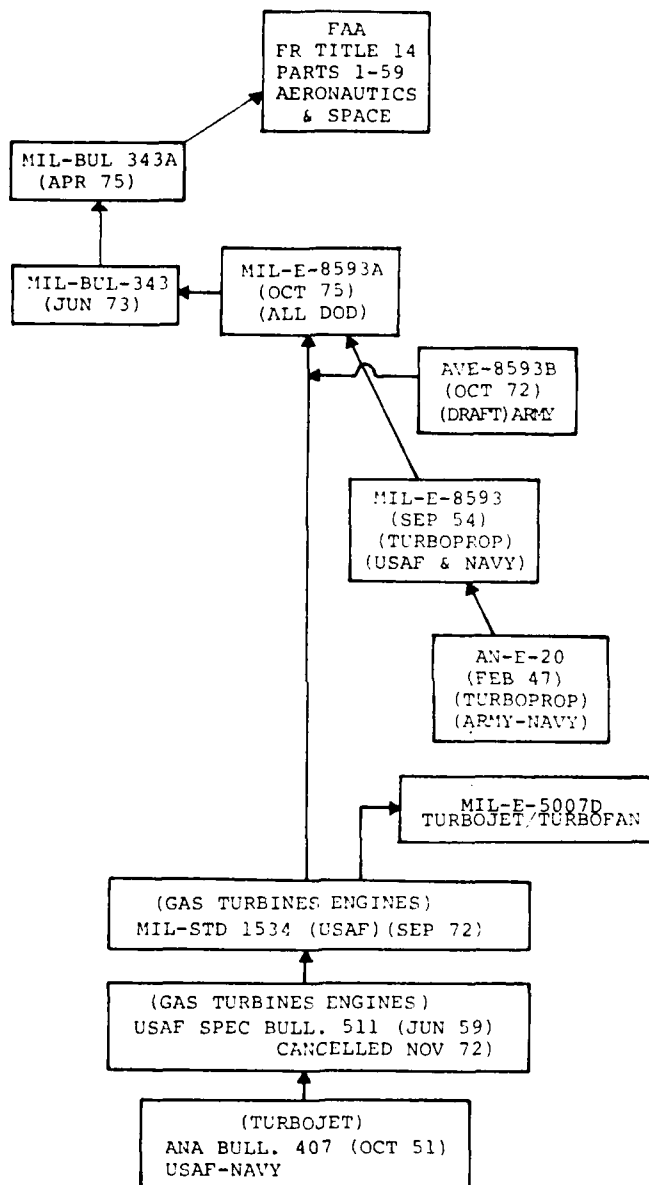 FAA
FR TITLE 14
PARTS 1-59
AERONAUTICS
& SPACE
MIL-BUL 343A
(APR 75)
MIL-BUL-343
(JUN 73)
MIL-E-8593A
(OCT 75)
(ALL DOD)
AVE-8593B
(OCT 72)
(DRAFT) ARMY
MIL-E-8593
(SEP 54)
(TURBOPROP)
(USAF & NAVY)
AN-E-20
(FEB 47)
(TURBOPROP)
(ARMY-NAVY)
MIL-E-5007D
TURBOJET/TURBOFAN
(GAS TURBINES ENGINES)
MIL-STD 1534 (USAF) (SEP 72)
(GAS TURBINES ENGINES)
USAF SPEC BULL. 511 (JUN 59)
CANCELLED NOV 72)
(TURBOJET)
ANA BULL. 407 (OCT 51)
USAF-NAVY